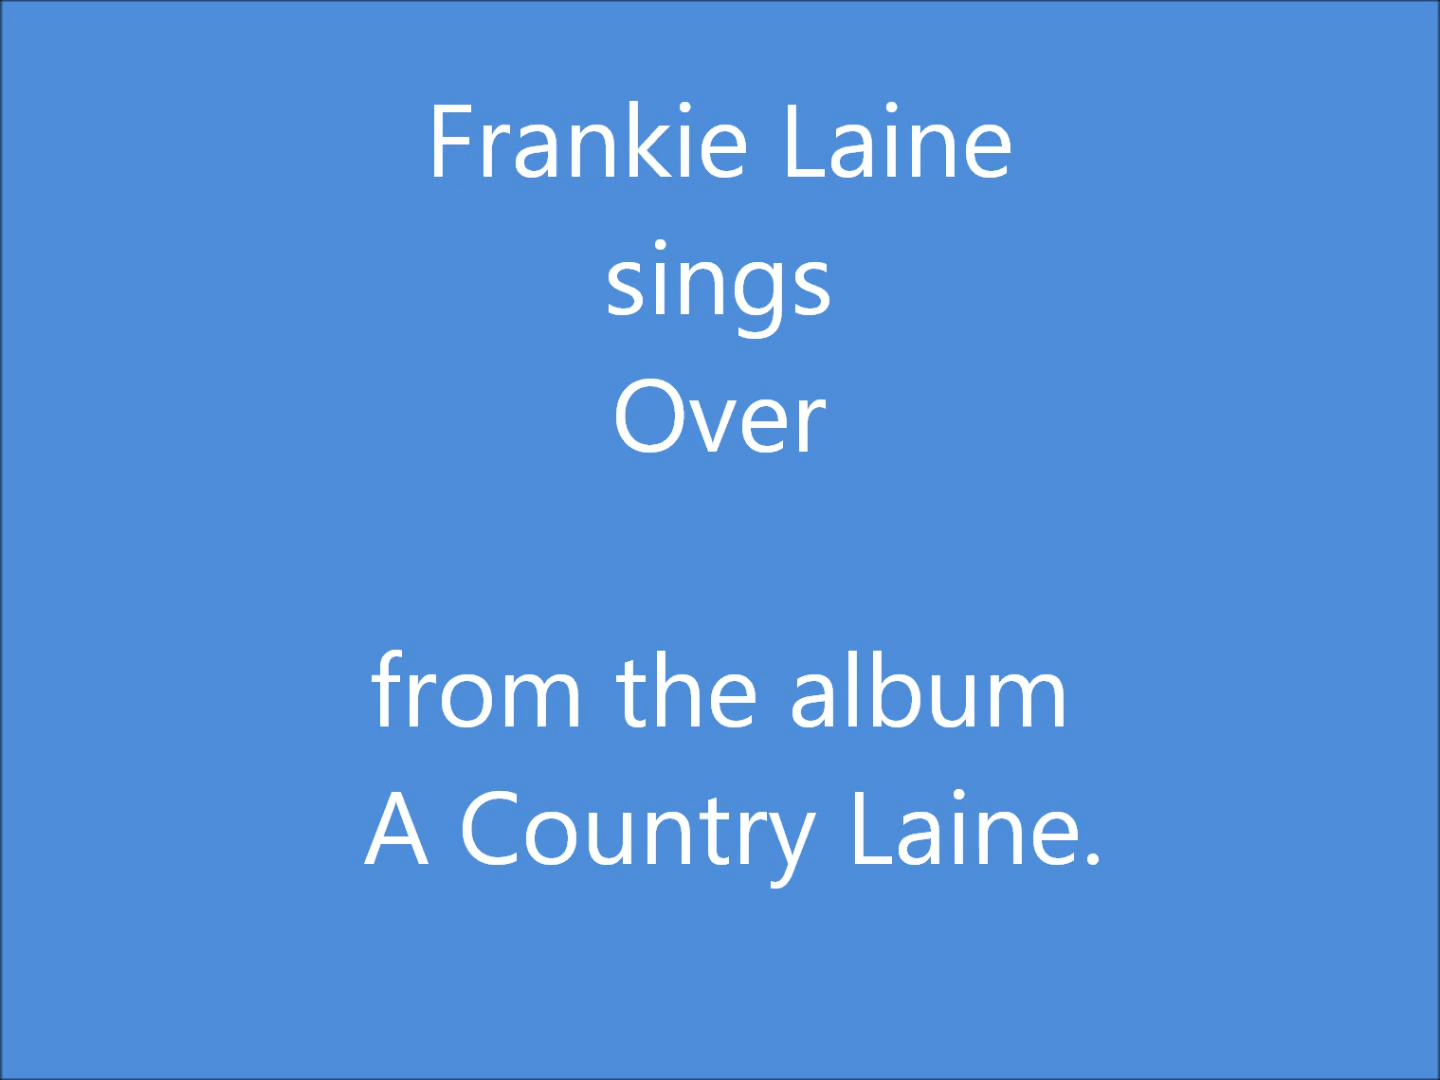 Frankie Laine
sings
Over
from the album
A Country Laine.